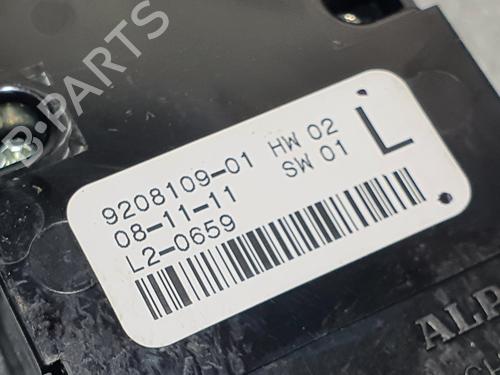 B-PARTS
9208109-01 HW 02 L
08-11-11 SW 01
L2-0659
ALP